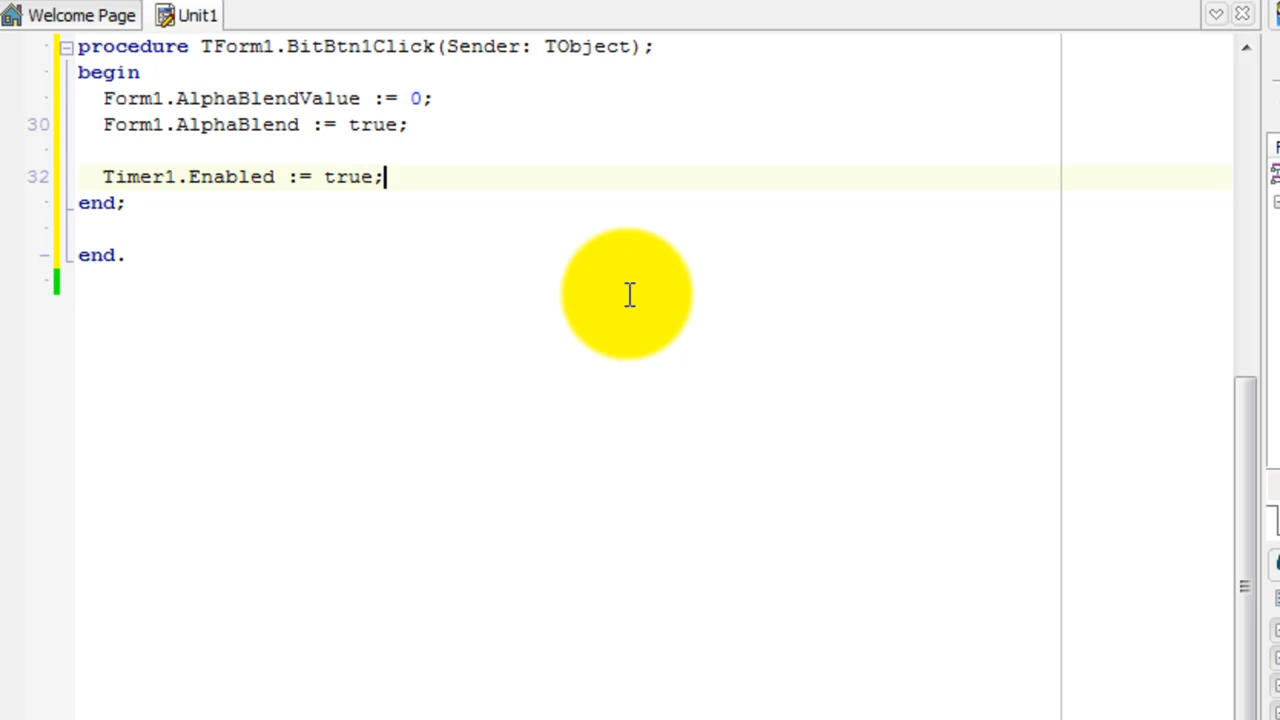 Welcome Page
Unit1
procedure TForm1.BitBtn1Click(Sender: TObject);
begin
Form1.AlphaBlendValue := 0;
30 Form1.AlphaBlend := true;
32 Timer1.Enabled := true;
end;
end.